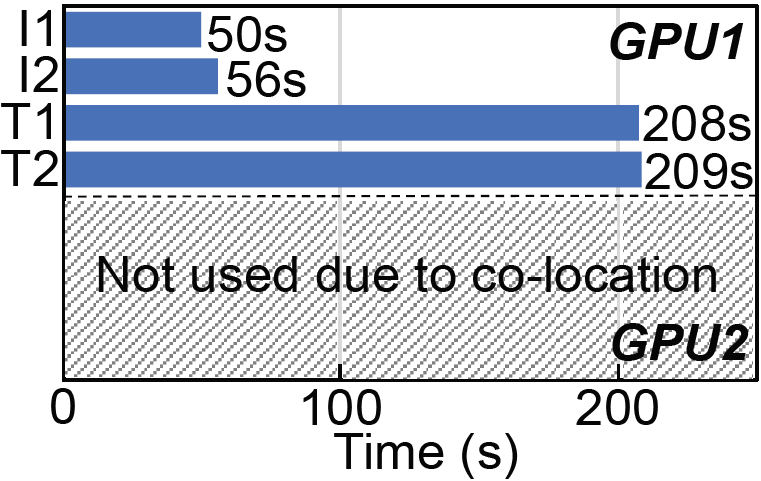 I1 50s GPU1
I2 56s
T1 208s
T2 209s
Not used due to co-location
GPU2
0 100 200
Time (s)